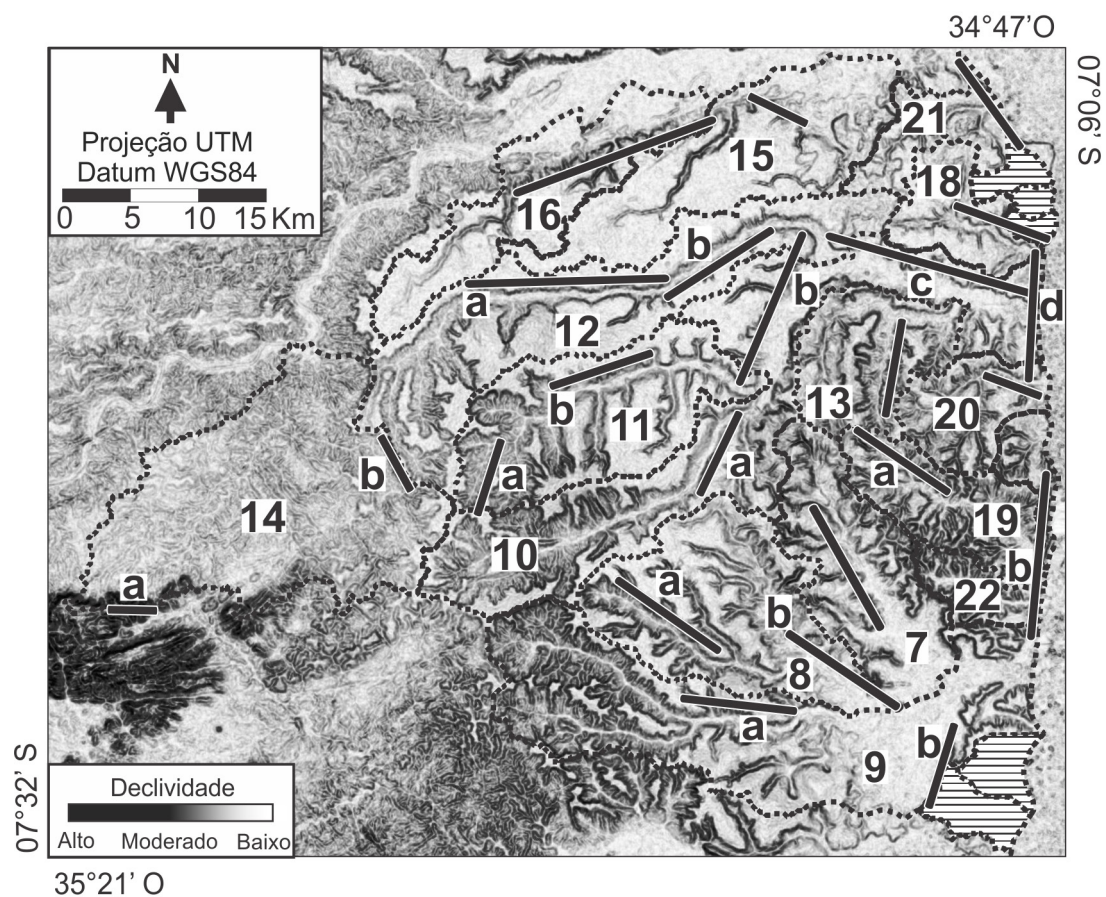 34°47’O
N
Projeção UTM
Datum WGS84
0 5 10 15 Km
07°06’ S
21
15
18
16
b
a
b
c
d
12
b
13
20
11
b
a
a
a
14
19
10
a
b
a
22
b
7
8
a
b
9
07°32’ S
Declividade
Alto Moderado Baixo
35°21’ O